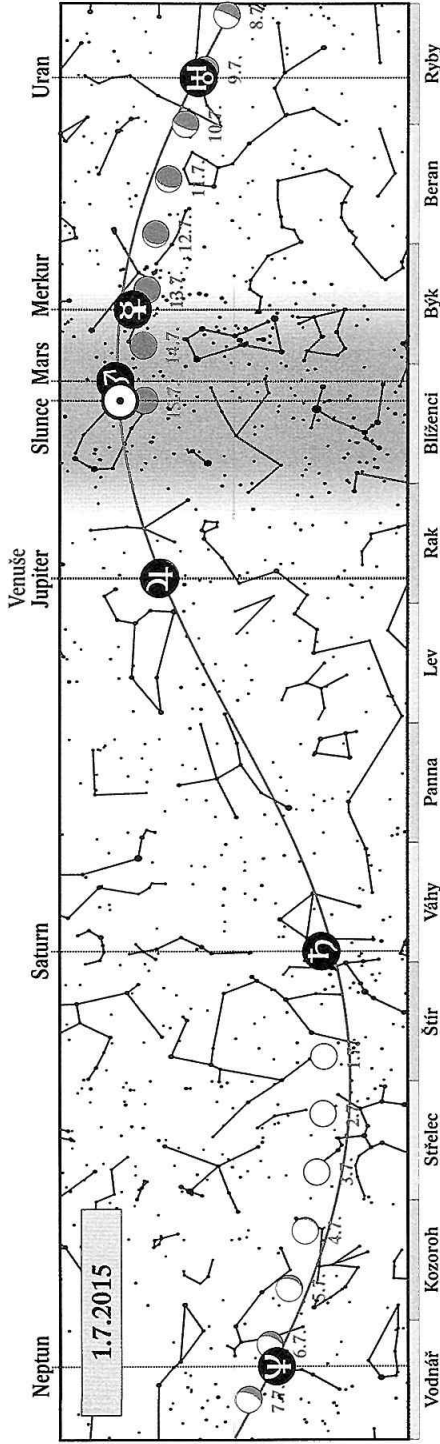 Neptun
Saturn
Venuše
Jupiter
Slunce
Mars
Merkur
Uran
1.7.2015
7.7.
6.7.
5.7.
4.7.
3.7.
2.7.
1.7.
15.7.
14.7.
13.7.
12.7.
11.7.
10.7.
9.7.
8.7.
Vodnář
Kozoroh
Střelec
Štír
Váhy
Panna
Lev
Rak
Blíženci
Býk
Beran
Ryby